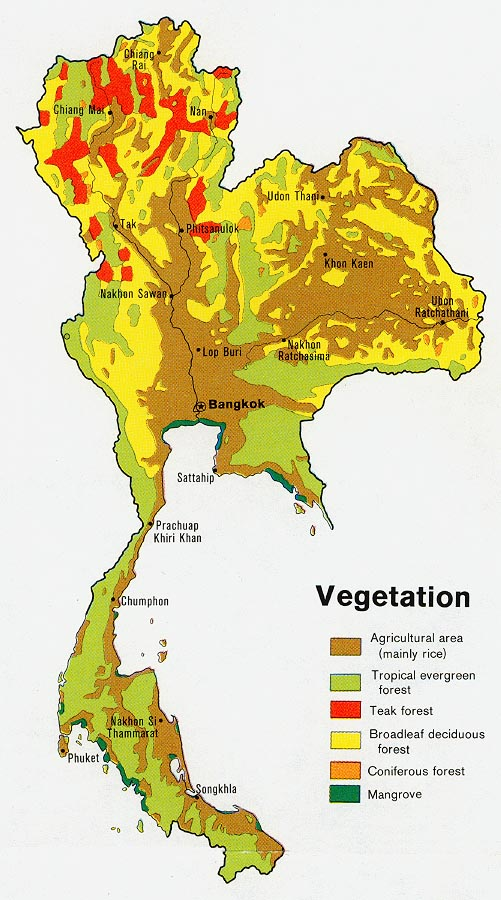 Chiang
Rai
Chiang Mai
Nan
Udon Thani
Tak
Phitsanulok
Khon Kaen
Nakhon Sawan
Ubon
Ratchathani
Lop Buri
Nakhon
Ratchasima
Bangkok
Sattahip
Prachuap
Khiri Khan
Chumphon
Nakhon Si
Thammarat
Phuket
Songkhla
Vegetation
Agricultural area
(mainly rice)
Tropical evergreen
forest
Teak forest
Broadleaf deciduous
forest
Coniferous forest
Mangrove